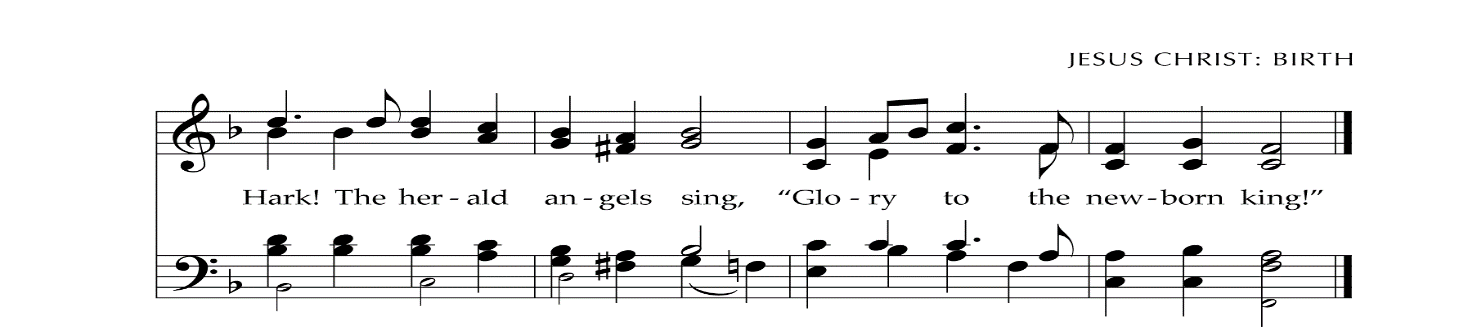 JESUS CHRIST: BIRTH
Hark! The her - ald an - gels sing, “Glo - ry to the new - born king!”